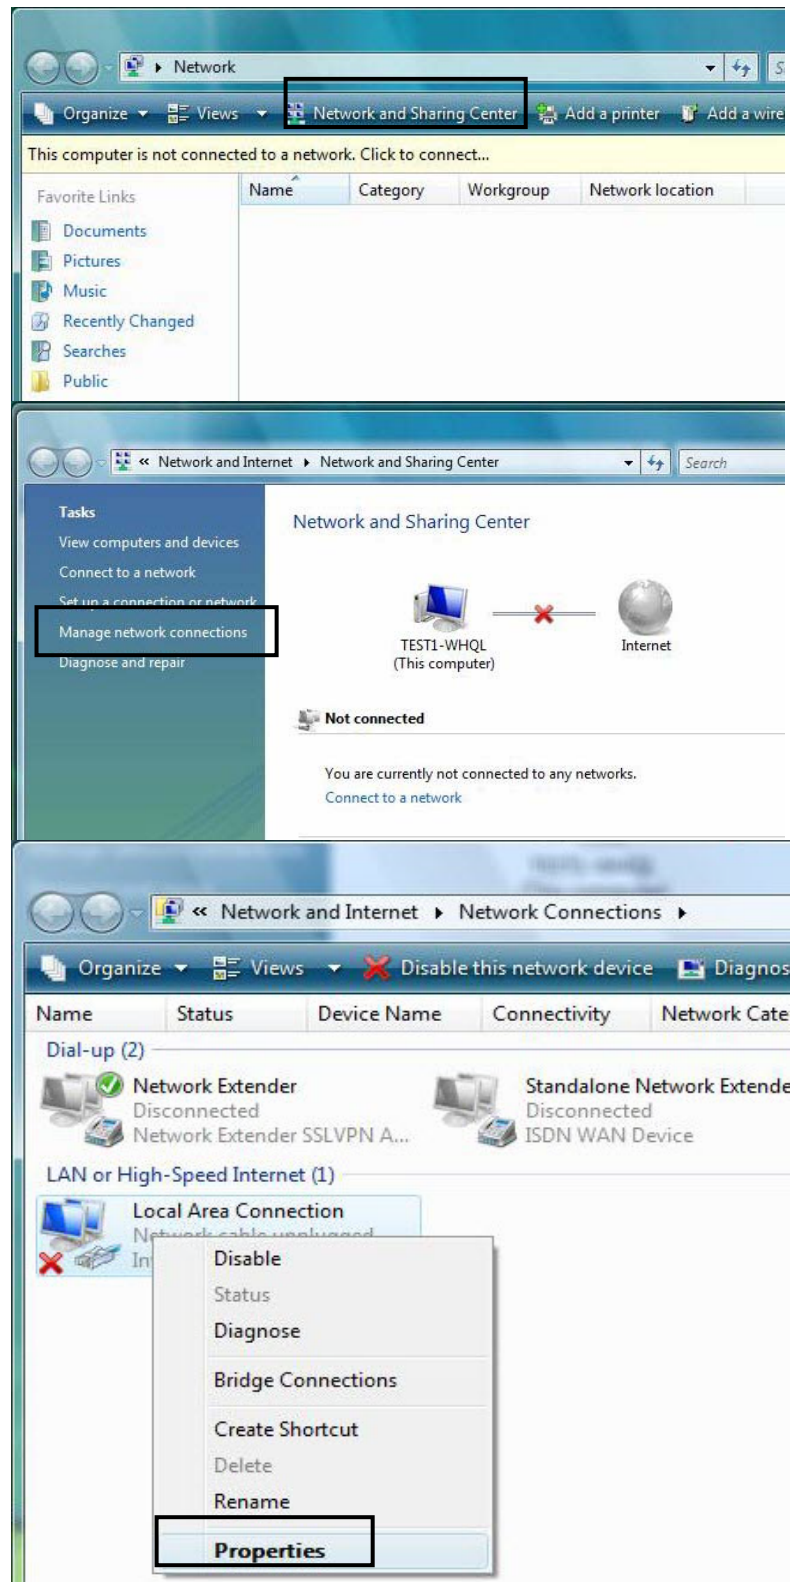 Network
Organize Views Network and Sharing Center Add a printer Add a wire
This computer is not connected to a network. Click to connect...
Favorite Links
Name Category Workgroup Network location
Documents
Pictures
Music
Recently Changed
Searches
Public
« Network and Internet Network and Sharing Center Search
Tasks
View computers and devices
Connect to a network
Set up a connection or network
Manage network connections
Diagnose and repair
Network and Sharing Center
TEST1-WHQL
(This computer)
Internet
Not connected
You are currently not connected to any networks.
Connect to a network
« Network and Internet Network Connections
Organize Views Disable this network device Diagnos
Name Status Device Name Connectivity Network Cate
Dial-up (2)
Network Extender
Disconnected
Network Extender SSLVPN A...
Standalone Network Extende
Disconnected
ISDN WAN Device
LAN or High-Speed Internet (1)
Local Area Connection
Network cable unplugged
In
Disable
Status
Diagnose
Bridge Connections
Create Shortcut
Delete
Rename
Properties